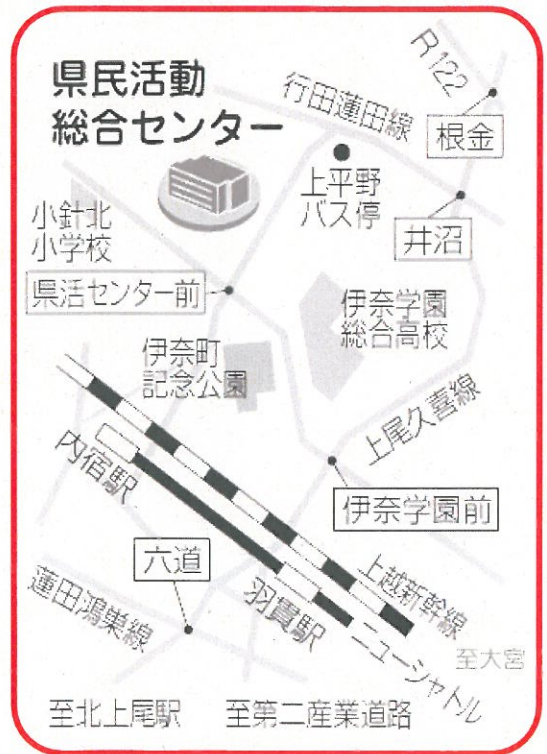 県民活動
総合センター
R122
行田蓮田線
根金
上平野
バス停
井沼
小針北
小学校
県活センター前
伊奈学園
総合高校
伊奈町
記念公園
上尾久喜線
内宿駅
伊奈学園前
六道
羽貫駅
上越新幹線
蓮田鴻巣線
ニューシャトル
至大宮
至北上尾駅
至第二産業道路